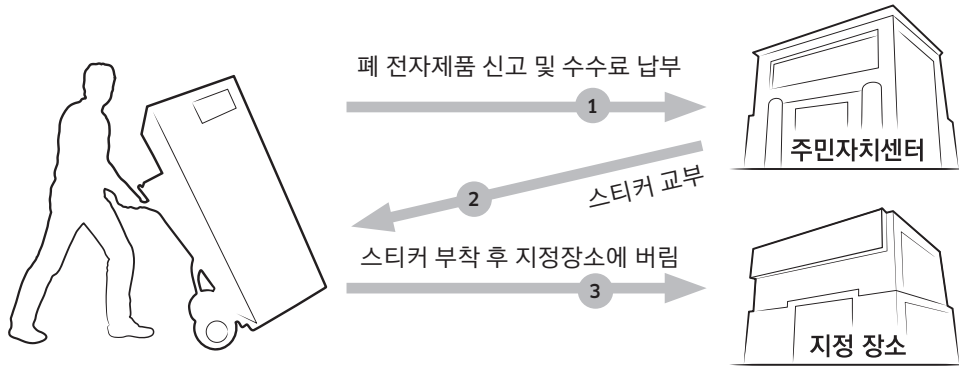 폐 전자제품 신고 및 수수료 납부
1
주민자치센터
2
스티커 교부
스티커 부착 후 지정장소에 버림
3
지정 장소